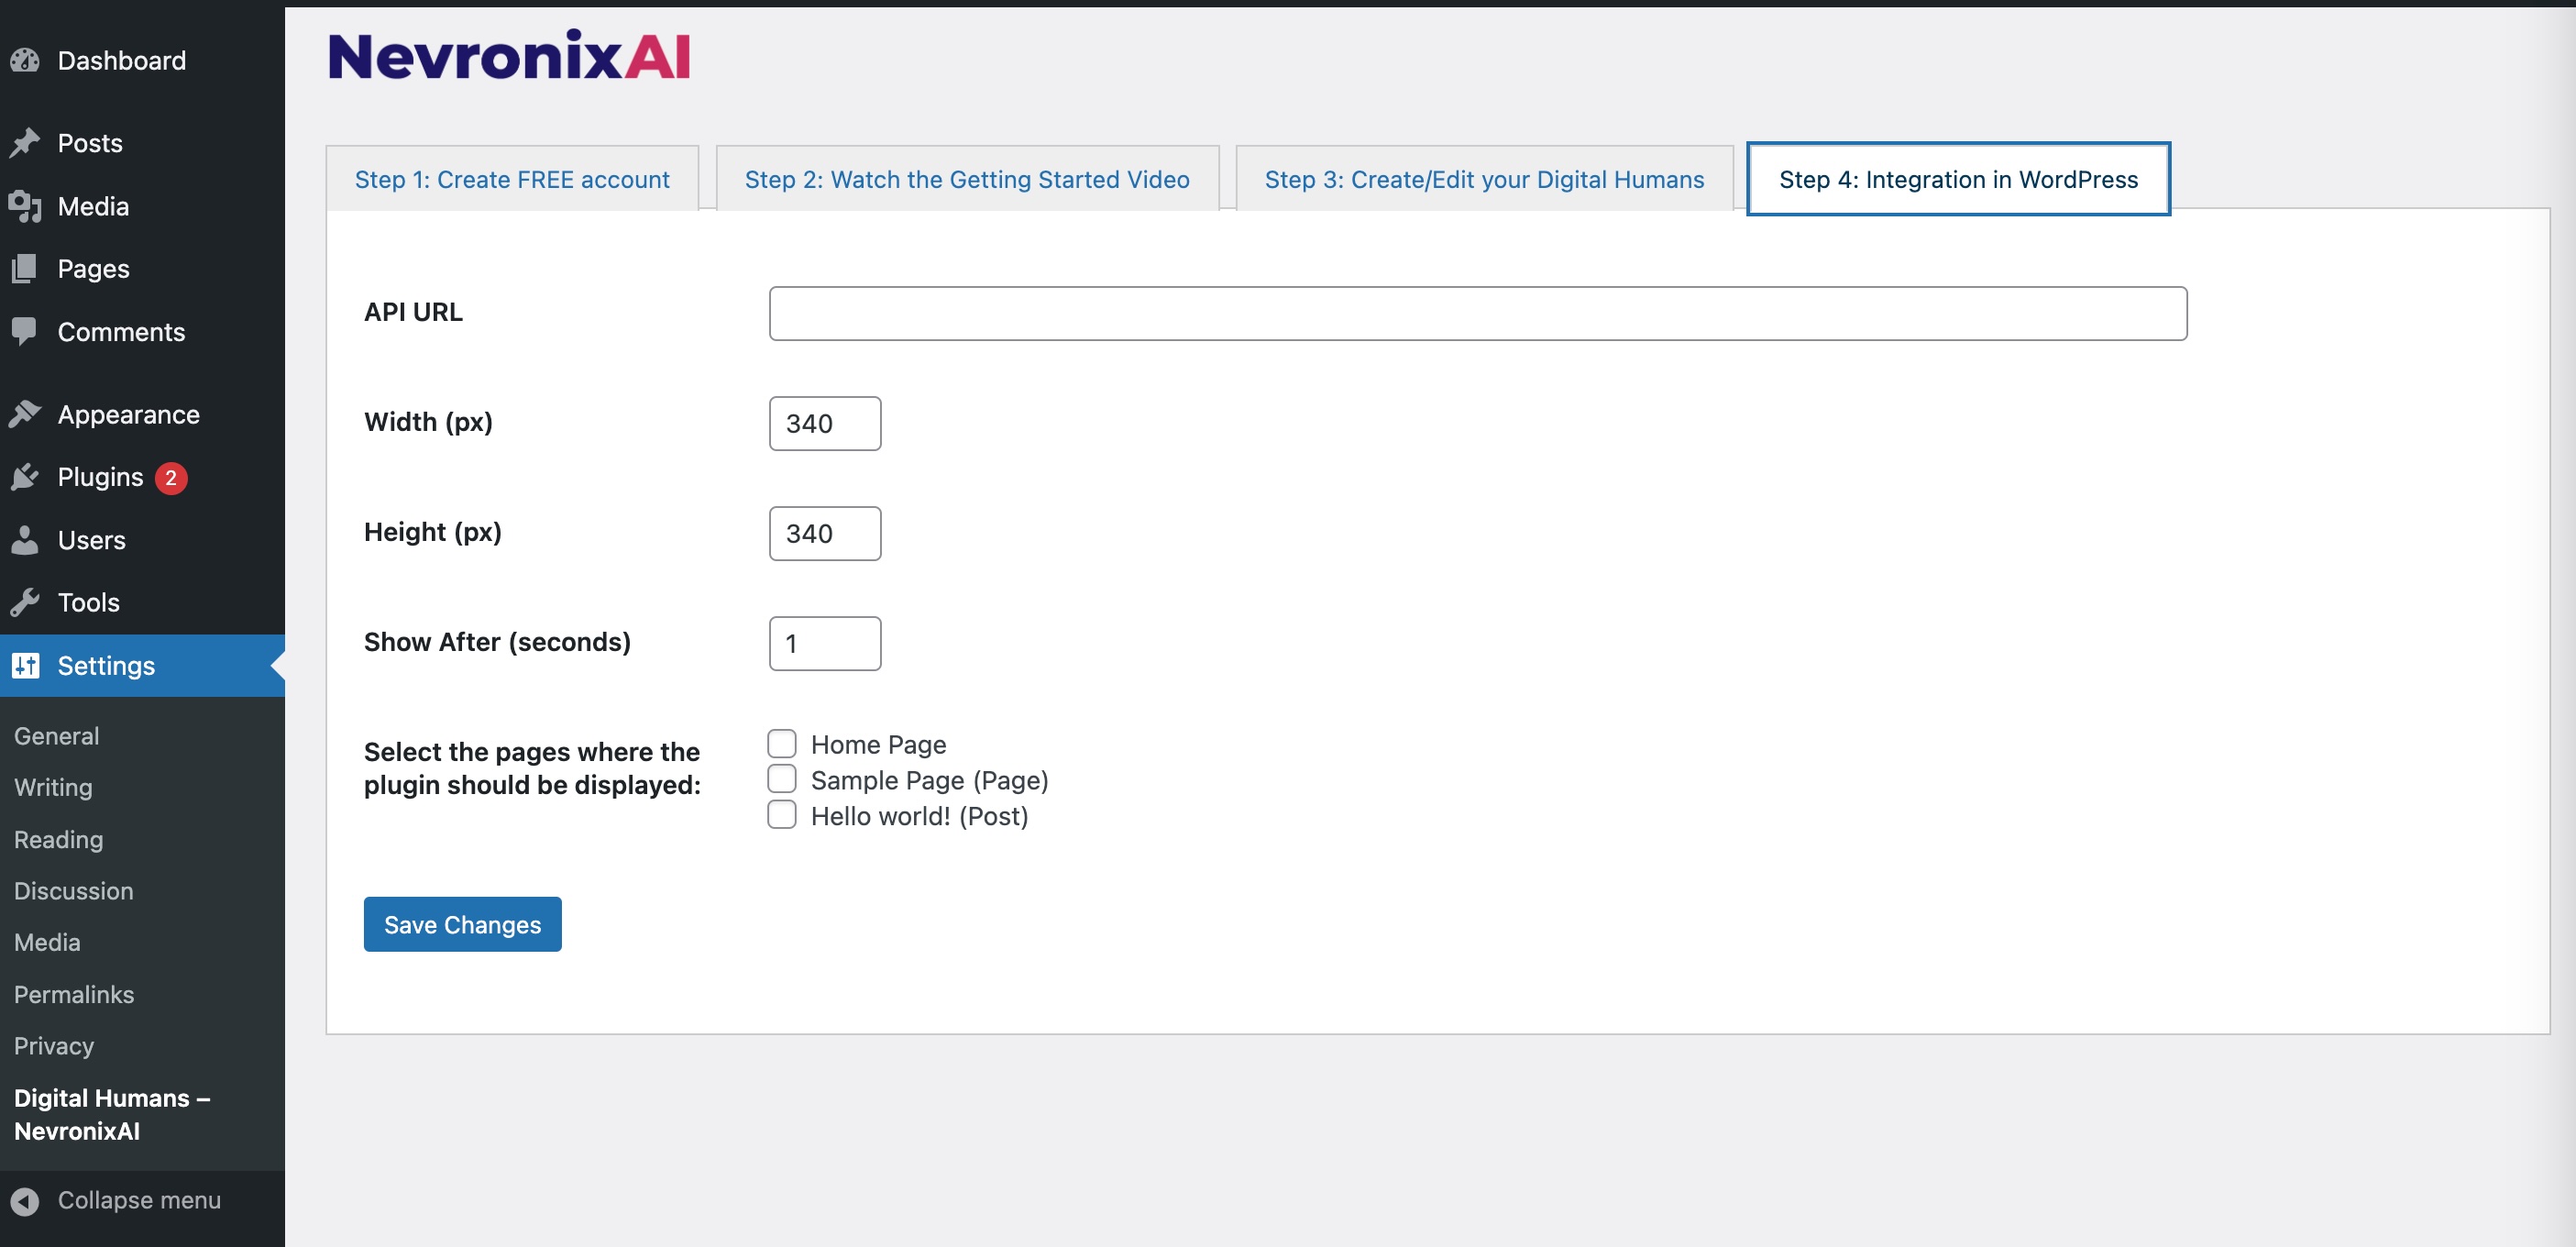 Dashboard
Posts
Media
Pages
Comments
Appearance
Plugins 2
Users
Tools
Settings
General
Writing
Reading
Discussion
Media
Permalinks
Privacy
Digital Humans –
NevronixAI
Collapse menu
NevronixAI
Step 1: Create FREE account
Step 2: Watch the Getting Started Video
Step 3: Create/Edit your Digital Humans
Step 4: Integration in WordPress
API URL
Width (px)
340
Height (px)
340
Show After (seconds)
1
Select the pages where the
plugin should be displayed:
Home Page
Sample Page (Page)
Hello world! (Post)
Save Changes